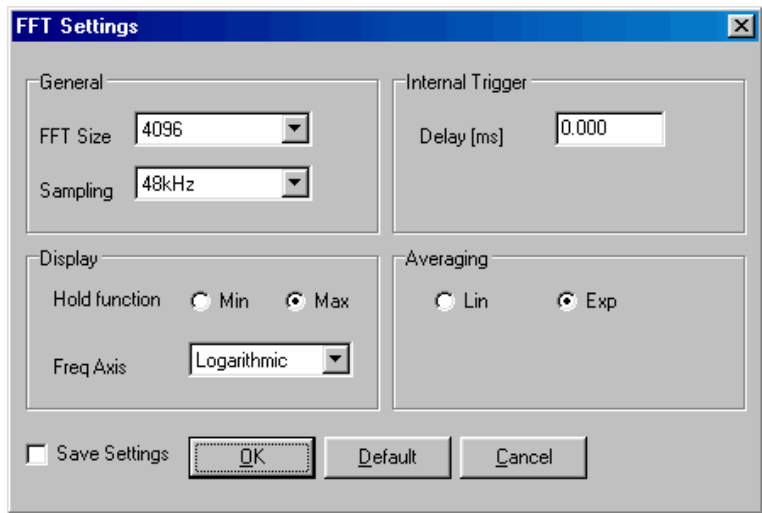 FFT Settings
General
FFT Size 4096
Sampling 48kHz
Internal Trigger
Delay [ms] 0.000
Display
Hold function Min Max
Freq Axis Logarithmic
Averaging
Lin Exp
Save Settings OK Default Cancel